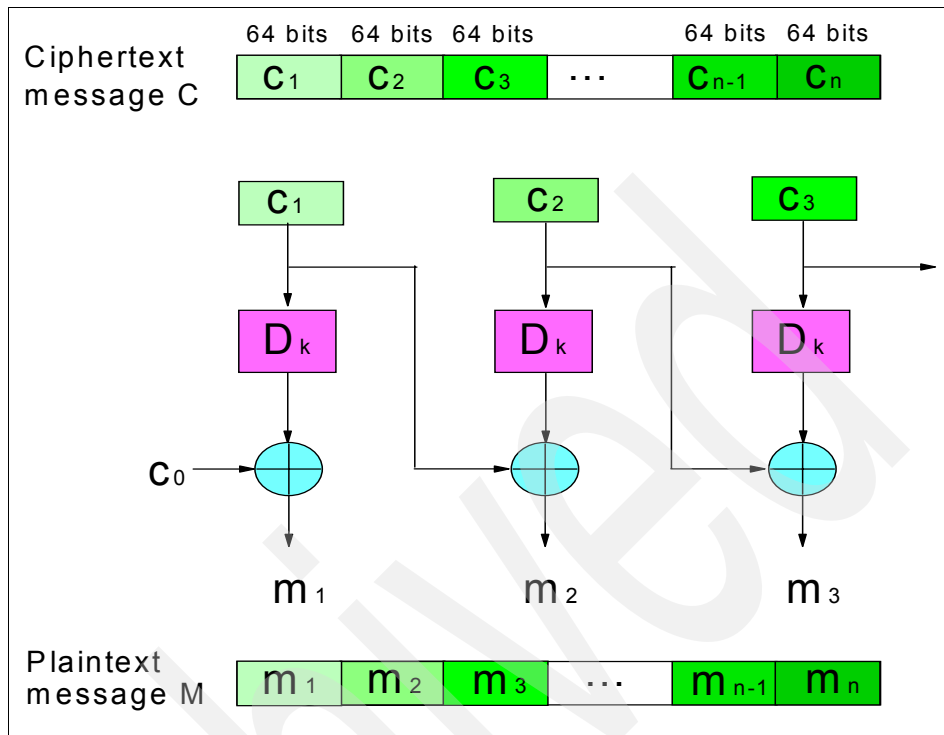 64 bits 64 bits 64 bits 64 bits 64 bits
Ciphertext message C
c1 c2 c3 ... cn-1 cn
c1 c2 c3
Dk Dk Dk
c0
m1 m2 m3
Plaintext message M
m1 m2 m3 ... mn-1 mn